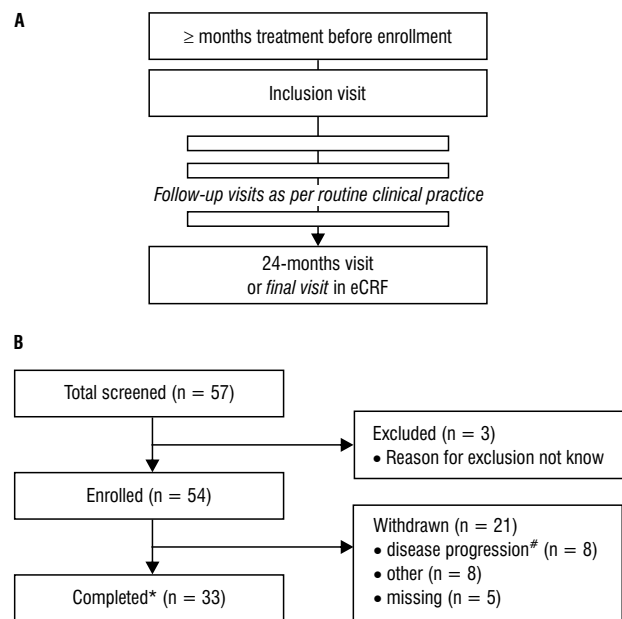 A
≥ months treatment before enrollment
Inclusion visit
Follow-up visits as per routine clinical practice
24-months visit
or final visit in eCRF
B
Total screened (n = 57)
Excluded (n = 3)
• Reason for exclusion not know
Enrolled (n = 54)
Withdrawn (n = 21)
• disease progression# (n = 8)
• other (n = 8)
• missing (n = 5)
Completed* (n = 33)